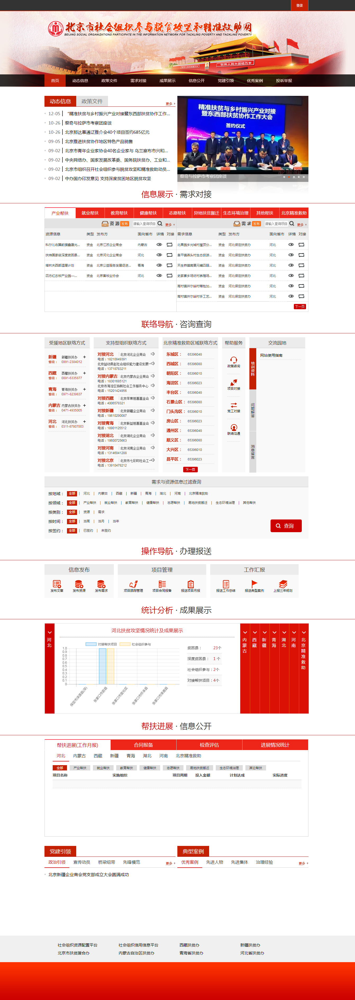 登录
北京市社会组织参与脱贫攻坚和精准救助网
BEIJING SOCIAL ORGANIZATIONS PARTICIPATE IN THE INFORMATION NETWORK FOR TACKLING POVERTY AND TACKLING POVERTY
世界人民大团结万岁
首页 动态信息 政策文件 需求对接 成果展示 信息公开 党建引领 优秀案例 投诉举报
动态信息 政策文件 更多 +
12-05 “精准扶贫与乡村振兴产业对接暨东西部扶贫协作工作...
10-26 蔡奇与拉萨市考察团座谈
10-26 北京那达慕通辽推介会40个项目签约685亿元
09-05 北京推进扶贫协作地区特色产品销售
09-02 北京市青年企业家协会40名企业家与 乌兰察布市兴和...
09-02 中央网信办、国家发展改革委、国务院扶贫办、工业和...
09-02 北京市组织召开社会组织参与脱贫攻坚和精准救助动员...
09-02 中办国办印发意见 支持深度贫困地区脱贫攻坚
精准扶贫与乡村振兴产业对接
暨东西部扶贫协作工作大会
签约仪式
蔡奇与拉萨市考察团座谈
信息展示 · 需求对接
产业帮扶 就业帮扶 教育帮扶 健康帮扶 志愿帮扶 异地扶贫搬迁 生态环境治理 其他帮扶 北京精准救助
资源 发布 请输入查询项目 更多 +
资源信息 类型 发布方 面向省市 详情 对接
科尔沁右翼前旗鑫晨光... 资金 北京江苏企业商会 内蒙古
扶持国家级深度贫困县... 资金 北京河北企业商会 河北
塔林夫西部温暖计划 资金 北京公益服务发展促进... 青海
四方红农牧产业园—... 资金 北京畜牧业协会 河北
需求 发布 请输入查询项目 更多 +
需求信息 类型 发布方 面向省市 详情 对接
北果园乡光城村屋顶分... 资金 河北保定扶贫办 河北
阜平镇燕头村生态旅游... 资金 河北保定扶贫办 河北
天生桥镇南栗元铺四眼... 资金 河北保定扶贫办 河北
史家寨乡场坊村养殖场... 资金 河北保定扶贫办 河北
高村镇井尔峪村箱包加... 资金 河北保定扶贫办 河北
高村镇井尔峪村手工艺... 资金 河北保定扶贫办 河北
下一页
联络导航 · 咨询查询
受援地区联络方式
新疆 新疆扶贫办 +
省级： 0991-2384012
西藏 西藏扶贫办 +
省级： 0891-6335877
青海 青海扶贫办 +
省级： 0971-8239837
内蒙古 内蒙古扶贫办 +
省级： 0471-4935005
河北 河北扶贫办 +
省级： 0311-87807003
支持型组织联络方式
对接河北 北京河北企业商会
电话：18210949391
北京益动燕赵社会组织能力建设发展...
电话：13718783211
对接内蒙古 北京内蒙古企业商会
电话：18301685121
北京市海淀区扬帆社会工作服务中心
电话：15201424956
对接西藏 北京苹果慈善基金会
电话：4006578321
对接新疆 北京新疆企业商会
电话：18610290087
对接青海 北京联益慈善基金会
电话：18901125512
对接湖北 北京湖北企业商会
电话：18600725663
对接河南 北京河南企业商会
电话：13146941288
对接北京 北京市七彩昀社会工...
电话：13910478212
北京精准救助区域联络方式
东城区： 65396048
西城区： 65396080
朝阳区： 65396010
海淀区： 65396023
丰台区： 65396048
石景山区： 65396080
门头沟区： 65396010
房山区： 65396023
通州区： 65396048
顺义区： 65396080
大兴区： 65396010
昌平区： 65396023
下一页
帮助服务
政策咨询
项目对接
党工对接
联络沟通
交流园地
培训资料
问题解答
消息留言
网站使用指南
需求与资源信息过滤查询
按地域： 全部 | 河北 | 内蒙古 | 西藏 | 新疆 | 青海 | 湖北 | 河南 | 北京精准救助
按领域： 全部 | 产业帮扶 | 就业帮扶 | 教育帮扶 | 健康帮扶 | 志愿帮扶 | 易地扶贫搬迁 | 生态环境治理 | 其他帮扶
按类别： 全部 | 资源 | 需求
按时间： 全部 | 当周 | 当月 | 当年
按签约： 全部 | 已签约 | 未签约
查询
操作导航 · 办理报送
信息发布 项目管理 工作汇报
发布文章 发布资源 发布需求 项目跟踪管理 项目合同报备 报送项目月报 报送工作总结 报送典型案例 上报三年规划
统计分析 · 成果展示
河北
河北扶贫攻坚情况统计及成果展示
对接帮扶项目 社会组织参与
1.0
0.9
0.8
0.7
0.6
0.5
0.4
0.3
0.2
0.1
0
保定市涞源县(深) 张家口市蔚县 张家口市宣化区 张家口市怀来县 张家口市涿鹿县
贫困县： 23个
深度贫困县： 1 个
社会组织参与：2个
对接帮扶项目：4个
内蒙古 西藏 新疆 青海 湖北 河南 北京精准救助
帮扶进展 · 信息公开
帮扶进展(工作月报) 合同报备 检查评估 进展情况统计
河北 内蒙古 西藏 新疆 青海 湖北 河南 北京精准救助
全部 产业帮扶 就业帮扶 教育帮扶 健康帮扶 志愿帮扶 易地扶贫搬迁 生态环境治理 其它帮扶
项目名称 实施组织 项目周期 投入金额 计划达成 实际进度
党建引领
政治引领 宣传动员 桥梁纽带 先锋模范 更多 +
北京新疆企业商会党支部成立大会圆满成功
典型案例
优秀案例 先进人物 先进集体 治理经验 更多 +
社会组织资源配置平台 社会组织信用信息平台 西藏扶贫办 新疆扶贫办
北京市扶贫援合办 内蒙古自治区扶贫办 青海省扶贫办 河北省扶贫办